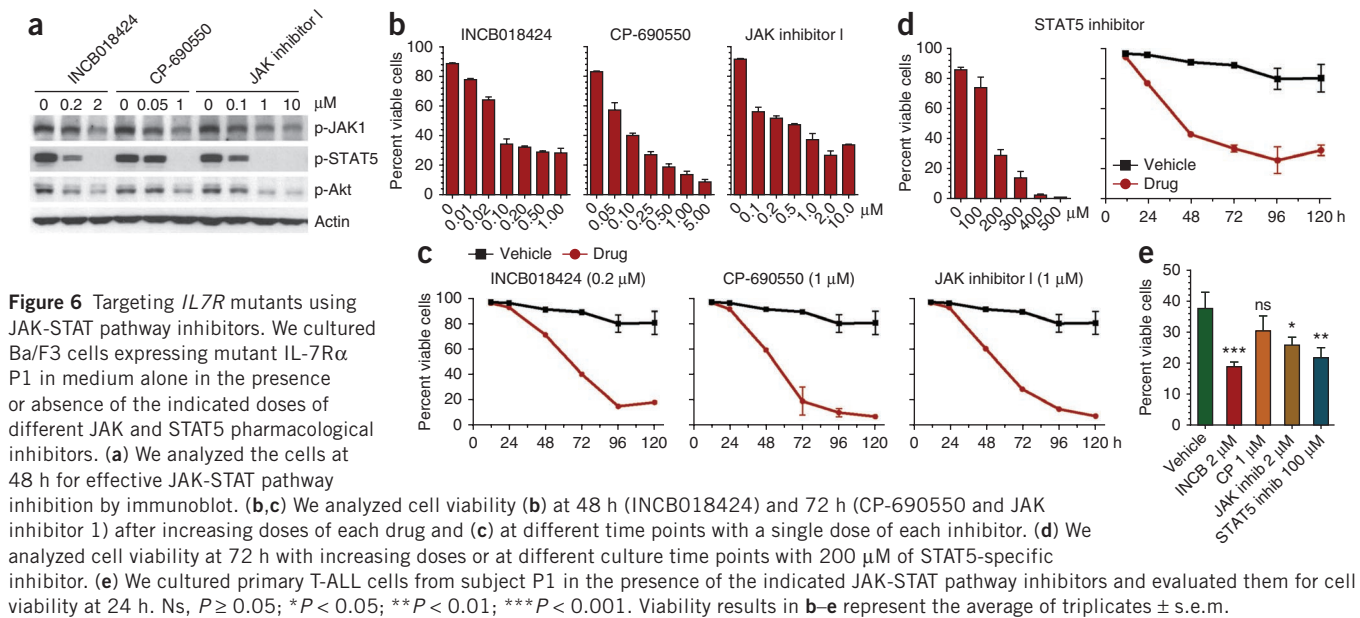 a
INCB018424
CP-690550
JAK inhibitor I
0 0.2 2 0 0.05 1 0 0.1 1 10 μM
p-JAK1
p-STAT5
p-Akt
Actin
b
INCB018424
CP-690550
JAK inhibitor I
Percent viable cells
100
80
60
40
20
0
0 0.01 0.02 0.10 0.20 0.50 1.00
0 0.05 0.10 0.25 0.50 1.00 5.00
0 0.1 0.2 0.5 1.0 2.0 10.0 μM
c
Vehicle
Drug
INCB018424 (0.2 μM)
CP-690550 (1 μM)
JAK inhibitor I (1 μM)
Percent viable cells
100
80
60
40
20
0
24 48 72 96 120
24 48 72 96 120
24 48 72 96 120 h
d
STAT5 inhibitor
Percent viable cells
100
80
60
40
20
0
0 100 200 300 400 500 μM
100
80
60
40
20
0
Vehicle
Drug
24 48 72 96 120 h
e
Percent viable cells
50
40
30
20
10
0
***
ns
*
**
Vehicle
INCB 2 μM
CP 1 μM
JAK inhib 2 μM
STAT5 inhib 100 μM
Figure 6 Targeting IL7R mutants using
JAK-STAT pathway inhibitors. We cultured
Ba/F3 cells expressing mutant IL-7Rα
P1 in medium alone in the presence
or absence of the indicated doses of
different JAK and STAT5 pharmacological
inhibitors. (a) We analyzed the cells at
48 h for effective JAK-STAT pathway
inhibition by immunoblot. (b,c) We analyzed cell viability (b) at 48 h (INCB018424) and 72 h (CP-690550 and JAK
inhibitor 1) after increasing doses of each drug and (c) at different time points with a single dose of each inhibitor. (d) We
analyzed cell viability at 72 h with increasing doses or at different culture time points with 200 μM of STAT5-specific
inhibitor. (e) We cultured primary T-ALL cells from subject P1 in the presence of the indicated JAK-STAT pathway inhibitors and evaluated them for cell
viability at 24 h. Ns, P ≥ 0.05; *P < 0.05; **P < 0.01; ***P < 0.001. Viability results in b–e represent the average of triplicates ± s.e.m.